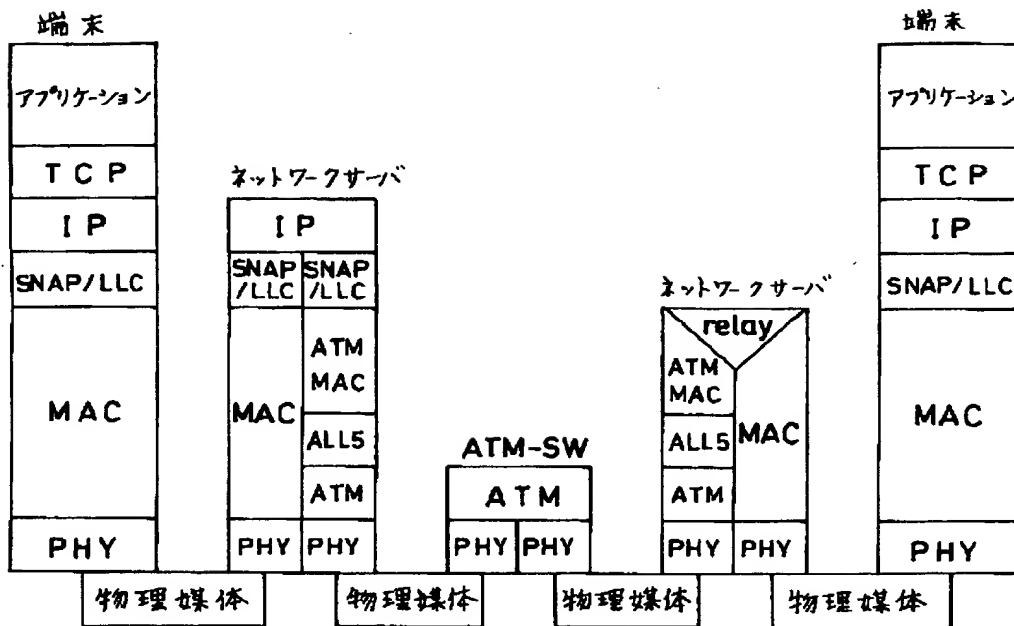 端末
アプリケーション
TCP
IP
SNAP/LLC
MAC
PHY
ネットワークサーバ
IP
SNAP
/LLC
SNAP
/LLC
MAC
ATM
MAC
ALL5
ATM
PHY
PHY
ATM-SW
ATM
PHY
PHY
ネットワークサーバ
relay
ATM
MAC
ALL5
ATM
MAC
PHY
PHY
端末
アプリケーション
TCP
IP
SNAP/LLC
MAC
PHY
物理媒体
物理媒体
物理媒体
物理媒体